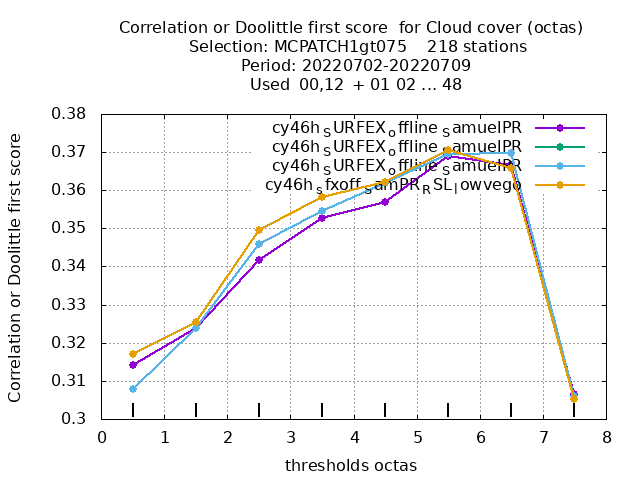 Correlation or Doolittle first score  for Cloud cover (octas)
Selection: MCPATCH1gt075    218 stations
Period: 20220702-20220709
Used  00,12  + 01 02 ... 48
Correlation or Doolittle first score
0.38
0.37
0.36
0.35
0.34
0.33
0.32
0.31
0.3
cy46h_SURFEX_offline_samuelPR
cy46h_SURFEX_offline_samuelPR
cy46h_SURFEX_offline_samuelPR
cy46h_sfxoff_samPR_RSL_lowvego
0 1 2 3 4 5 6 7 8
thresholds octas